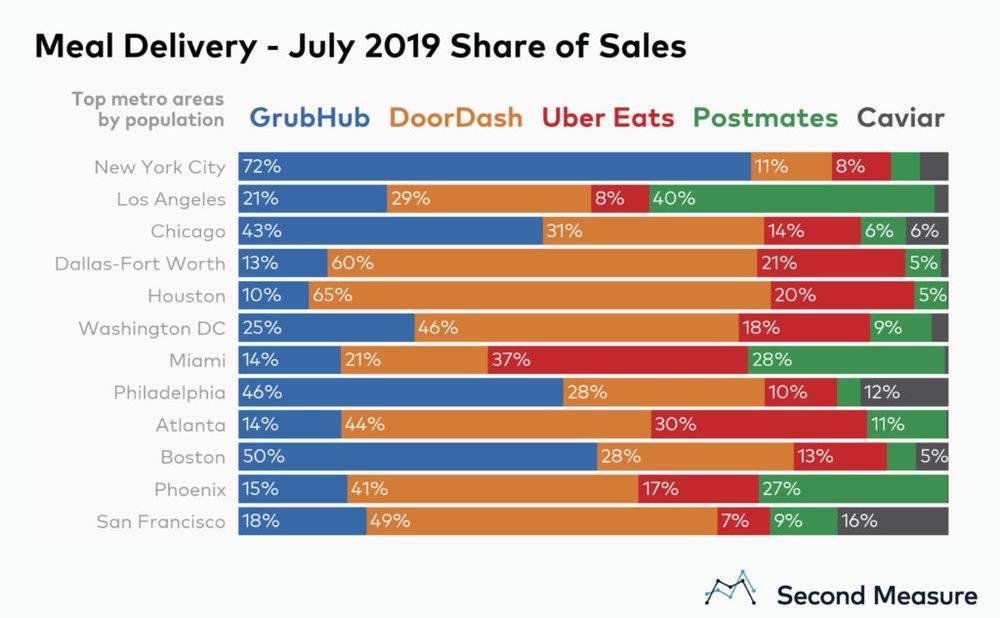 Meal Delivery - July 2019 Share of Sales
Top metro areas
by population
GrubHub DoorDash Uber Eats Postmates Caviar
New York City 72% 11% 8%
Los Angeles 21% 29% 8% 40%
Chicago 43% 31% 14% 6% 6%
Dallas-Fort Worth 13% 60% 21% 5%
Houston 10% 65% 20% 5%
Washington DC 25% 46% 18% 9%
Miami 14% 21% 37% 28%
Philadelphia 46% 28% 10% 12%
Atlanta 14% 44% 30% 11%
Boston 50% 28% 13% 5%
Phoenix 15% 41% 17% 27%
San Francisco 18% 49% 7% 9% 16%
Second Measure